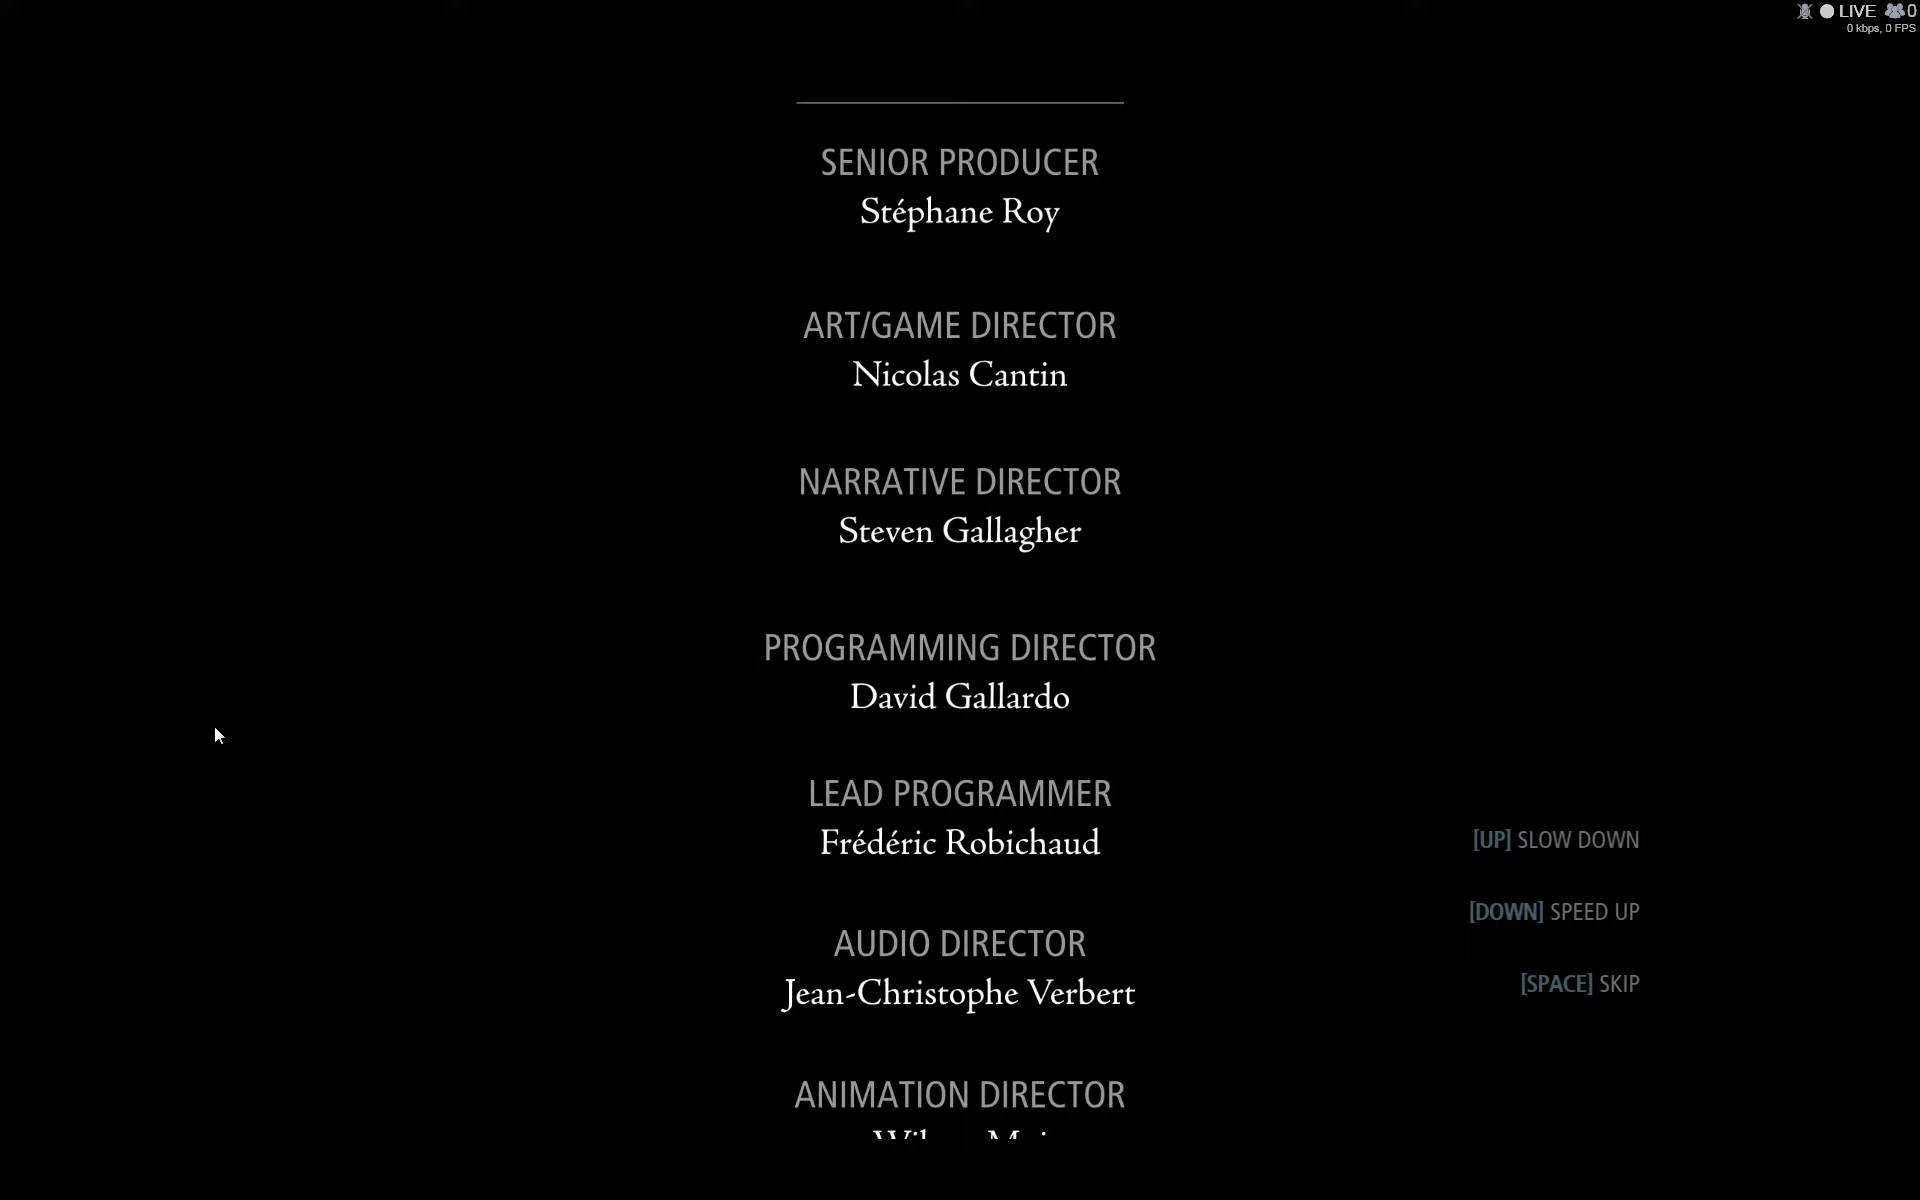 LIVE 0
0 kbps, 0 FPS
SENIOR PRODUCER
Stéphane Roy
ART/GAME DIRECTOR
Nicolas Cantin
NARRATIVE DIRECTOR
Steven Gallagher
PROGRAMMING DIRECTOR
David Gallardo
LEAD PROGRAMMER
Frédéric Robichaud
[UP] SLOW DOWN
[DOWN] SPEED UP
AUDIO DIRECTOR
Jean-Christophe Verbert
[SPACE] SKIP
ANIMATION DIRECTOR